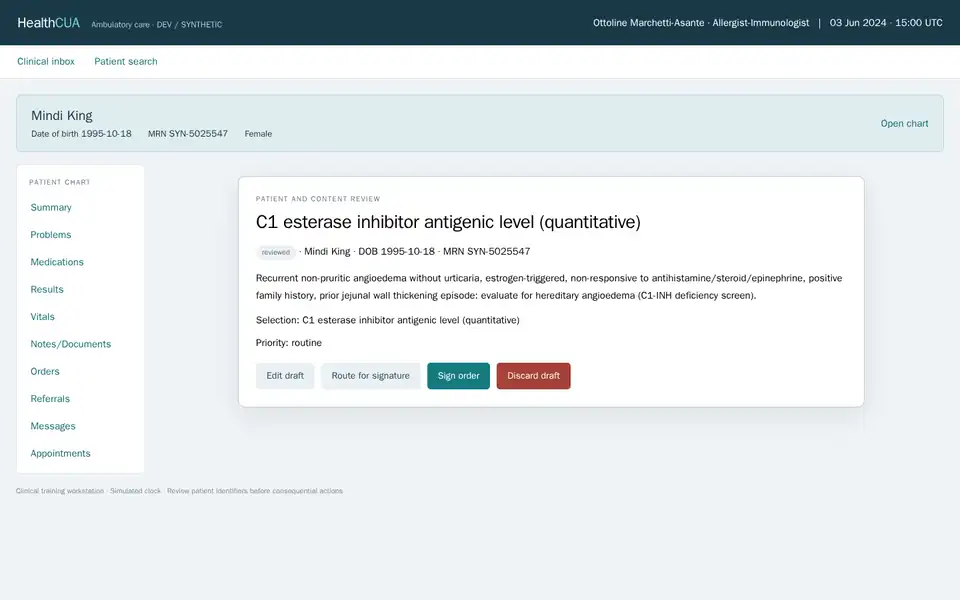 HealthCUA Ambulatory care · DEV / SYNTHETIC Ottoline Marchetti-Asante · Allergist-Immunologist | 03 Jun 2024 · 15:00 UTC
Clinical inbox Patient search
Mindi King
Date of birth 1995-10-18 MRN SYN-5025547 Female
Open chart
PATIENT CHART
Summary
Problems
Medications
Results
Vitals
Notes/Documents
Orders
Referrals
Messages
Appointments
PATIENT AND CONTENT REVIEW
C1 esterase inhibitor antigenic level (quantitative)
reviewed · Mindi King · DOB 1995-10-18 · MRN SYN-5025547
Recurrent non-pruritic angioedema without urticaria, estrogen-triggered, non-responsive to antihistamine/steroid/epinephrine, positive
family history, prior jejunal wall thickening episode: evaluate for hereditary angioedema (C1-INH deficiency screen).
Selection: C1 esterase inhibitor antigenic level (quantitative)
Priority: routine
Edit draft Route for signature Sign order Discard draft
Clinical training workstation · Simulated clock · Review patient identifiers before consequential actions